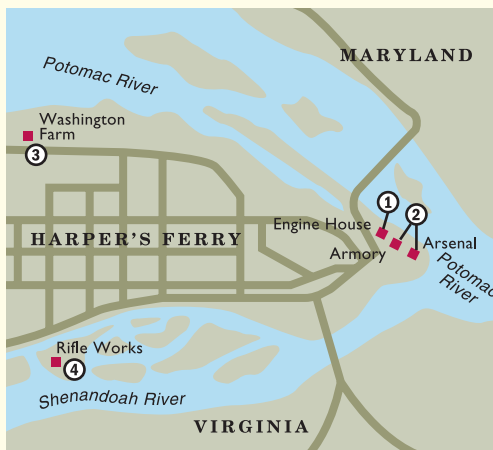 MARYLAND
Potomac River
Washington
Farm
3
1
2
Engine House
HARPER'S FERRY
Arsenal
Armory
Potomac
River
Rifle Works
4
Shenandoah River
VIRGINIA